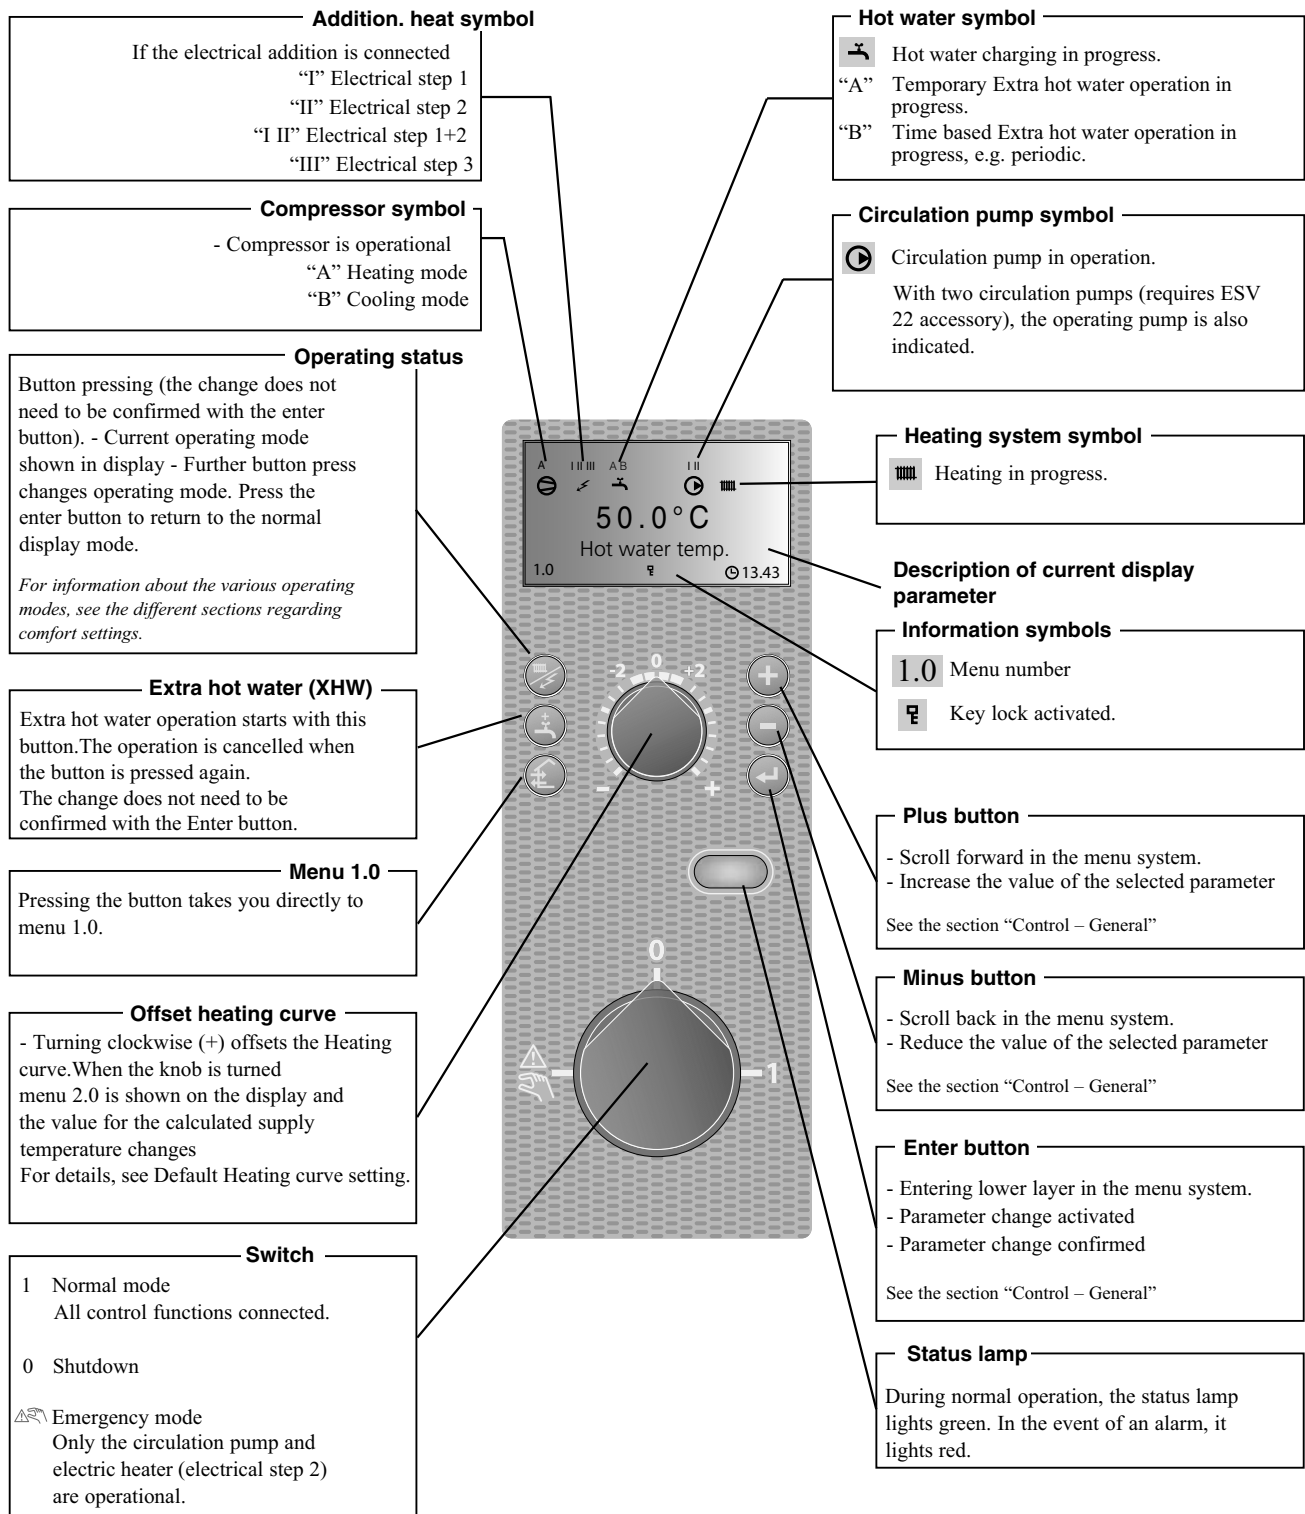 Addition. heat symbol
If the electrical addition is connected
“I” Electrical step 1
“II” Electrical step 2
“I II” Electrical step 1+2
“III” Electrical step 3
Compressor symbol
- Compressor is operational
“A” Heating mode
“B” Cooling mode
Operating status
Button pressing (the change does not
need to be confirmed with the enter
button). - Current operating mode
shown in display - Further button press
changes operating mode. Press the
enter button to return to the normal
display mode.
For information about the various operating
modes, see the different sections regarding
comfort settings.
Extra hot water (XHW)
Extra hot water operation starts with this
button.The operation is cancelled when
the button is pressed again.
The change does not need to be
confirmed with the Enter button.
Menu 1.0
Pressing the button takes you directly to
menu 1.0.
Offset heating curve
- Turning clockwise (+) offsets the Heating
curve.When the knob is turned
menu 2.0 is shown on the display and
the value for the calculated supply
temperature changes
For details, see Default Heating curve setting.
Switch
1 Normal mode
All control functions connected.
0 Shutdown
Emergency mode
Only the circulation pump and
electric heater (electrical step 2)
are operational.
A I II III A B I II
50.0°C
Hot water temp.
1.0 13.43
-2 0 +2
+
-
- +
0
1
Hot water symbol
Hot water charging in progress.
“A” Temporary Extra hot water operation in
progress.
“B” Time based Extra hot water operation in
progress, e.g. periodic.
Circulation pump symbol
Circulation pump in operation.
With two circulation pumps (requires ESV
22 accessory), the operating pump is also
indicated.
Heating system symbol
Heating in progress.
Description of current display
parameter
Information symbols
1.0 Menu number
Key lock activated.
Plus button
- Scroll forward in the menu system.
- Increase the value of the selected parameter
See the section “Control – General”
Minus button
- Scroll back in the menu system.
- Reduce the value of the selected parameter
See the section “Control – General”
Enter button
- Entering lower layer in the menu system.
- Parameter change activated
- Parameter change confirmed
See the section “Control – General”
Status lamp
During normal operation, the status lamp
lights green. In the event of an alarm, it
lights red.